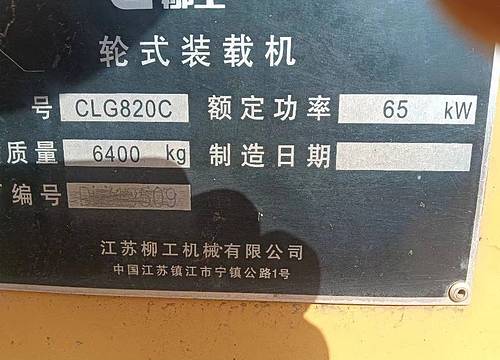 柳工
轮式装载机
号 CLG820C 额定功率 65 kW
质量 6400 kg 制造日期
编号
江苏柳工机械有限公司
中国江苏镇江市宁镇公路1号